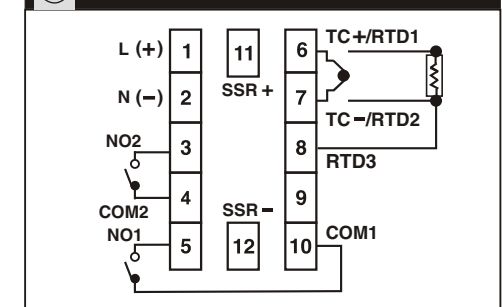 L (+) 1 11 6 TC+/RTD1
SSR +
N (−) 2 7 TC−/RTD2
NO2 3 8 RTD3
4 9
COM2 SSR −
NO1 5 12 10 COM1